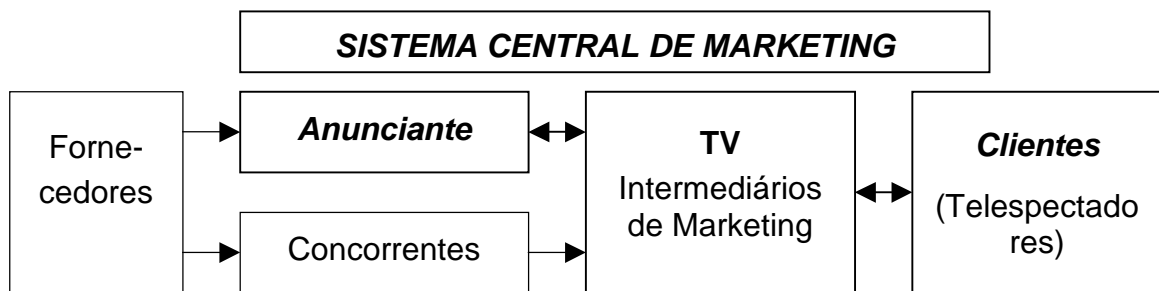 SISTEMA CENTRAL DE MARKETING
Forne-
cedores
Anunciante
Concorrentes
TV
Intermediários
de Marketing
Clientes
(Telespectado
res)